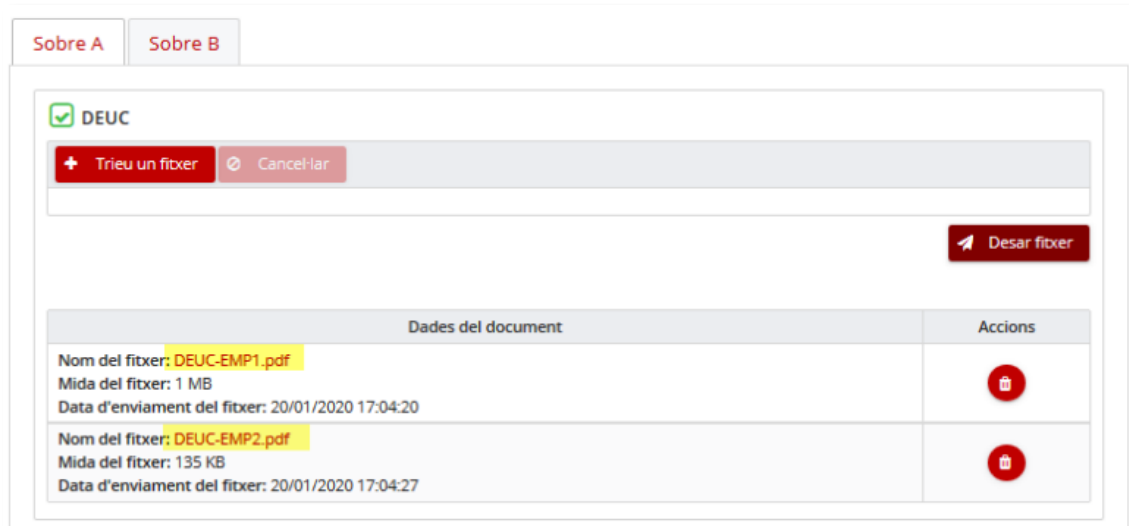 Sobre A
Sobre B
DEUC
Trieu un fitxer
Cancel·lar
Desar fitxer
Dades del document
Accions
Nom del fitxer: DEUC-EMP1.pdf
Mida del fitxer: 1 MB
Data d'enviament del fitxer: 20/01/2020 17:04:20
Nom del fitxer: DEUC-EMP2.pdf
Mida del fitxer: 135 KB
Data d'enviament del fitxer: 20/01/2020 17:04:27